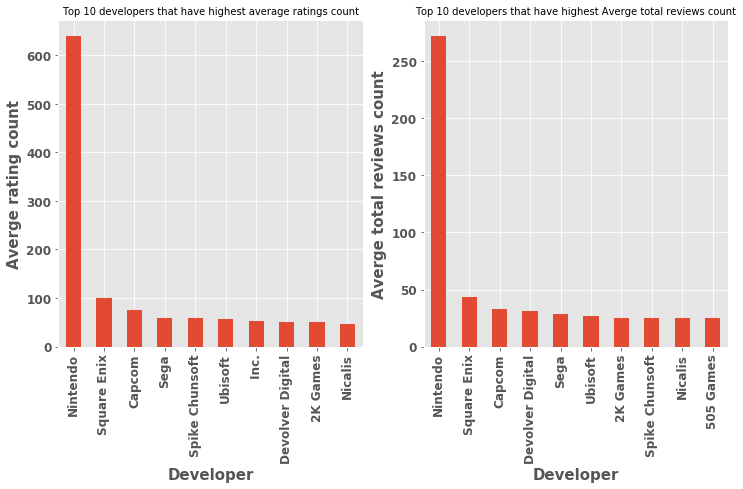 Top 10 developers that have highest average ratings count
Averge rating count
600
500
400
300
200
100
0
Nintendo
Square Enix
Capcom
Sega
Spike Chunsoft
Ubisoft
Inc.
Devolver Digital
2K Games
Nicalis
Developer
Top 10 developers that have highest Averge total reviews count
Averge total reviews count
250
200
150
100
50
0
Nintendo
Square Enix
Capcom
Devolver Digital
Sega
Ubisoft
2K Games
Spike Chunsoft
Nicalis
505 Games
Developer